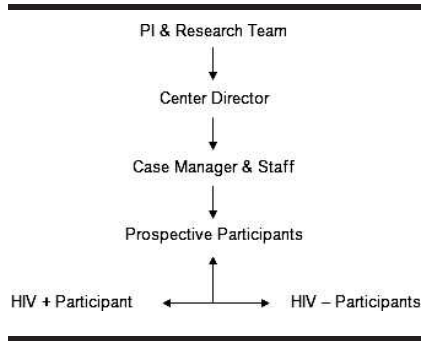 PI & Research Team
Center Director
Case Manager & Staff
Prospective Participants
HIV + Participant HIV – Participants